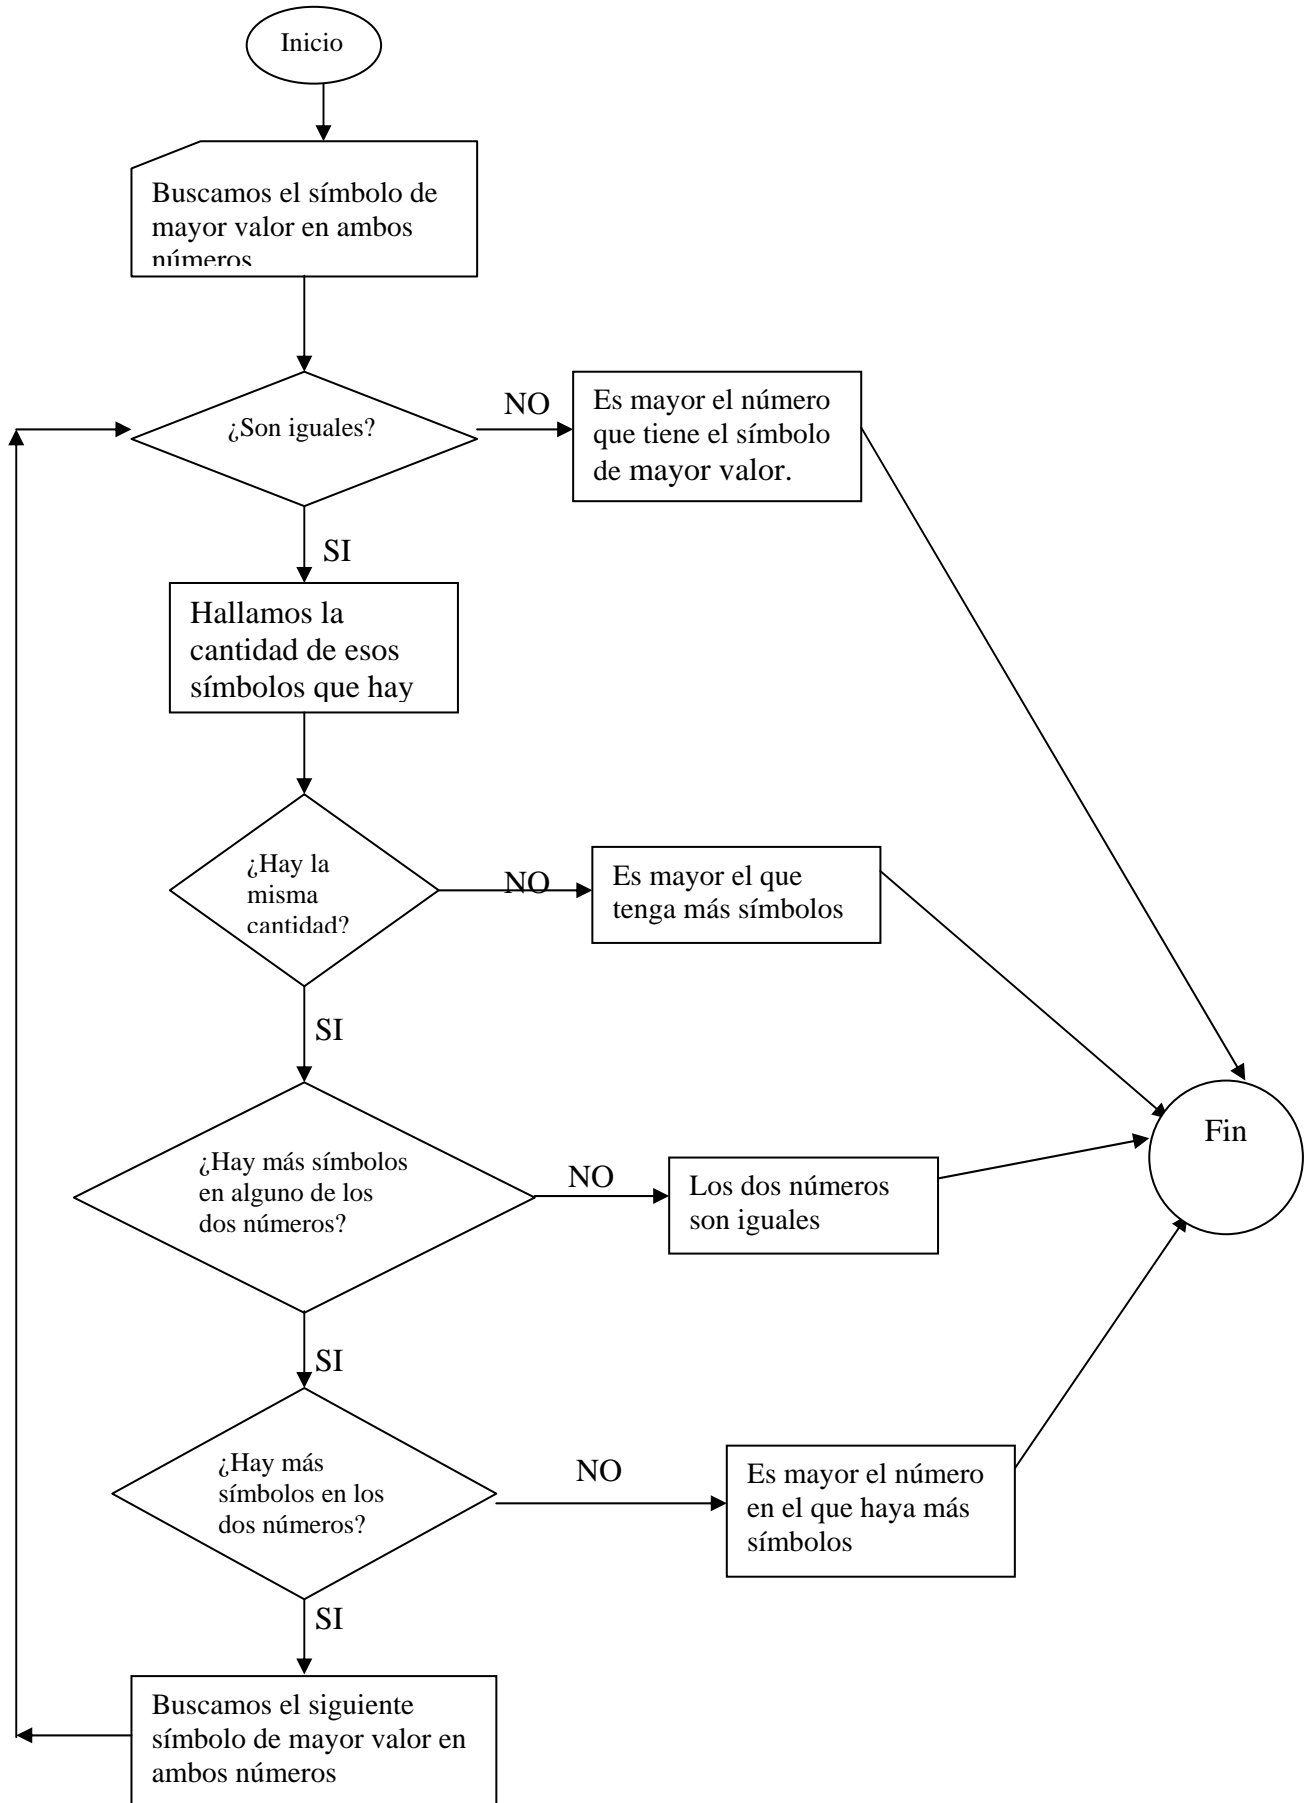 Inicio
Buscamos el símbolo de
mayor valor en ambos
números
¿Son iguales?
NO
Es mayor el número
que tiene el símbolo
de mayor valor.
SI
Hallamos la
cantidad de esos
símbolos que hay
¿Hay la
misma
cantidad?
NO
Es mayor el que
tenga más símbolos
SI
¿Hay más símbolos
en alguno de los
dos números?
NO
Los dos números
son iguales
Fin
SI
¿Hay más
símbolos en los
dos números?
NO
Es mayor el número
en el que haya más
símbolos
SI
Buscamos el siguiente
símbolo de mayor valor en
ambos números